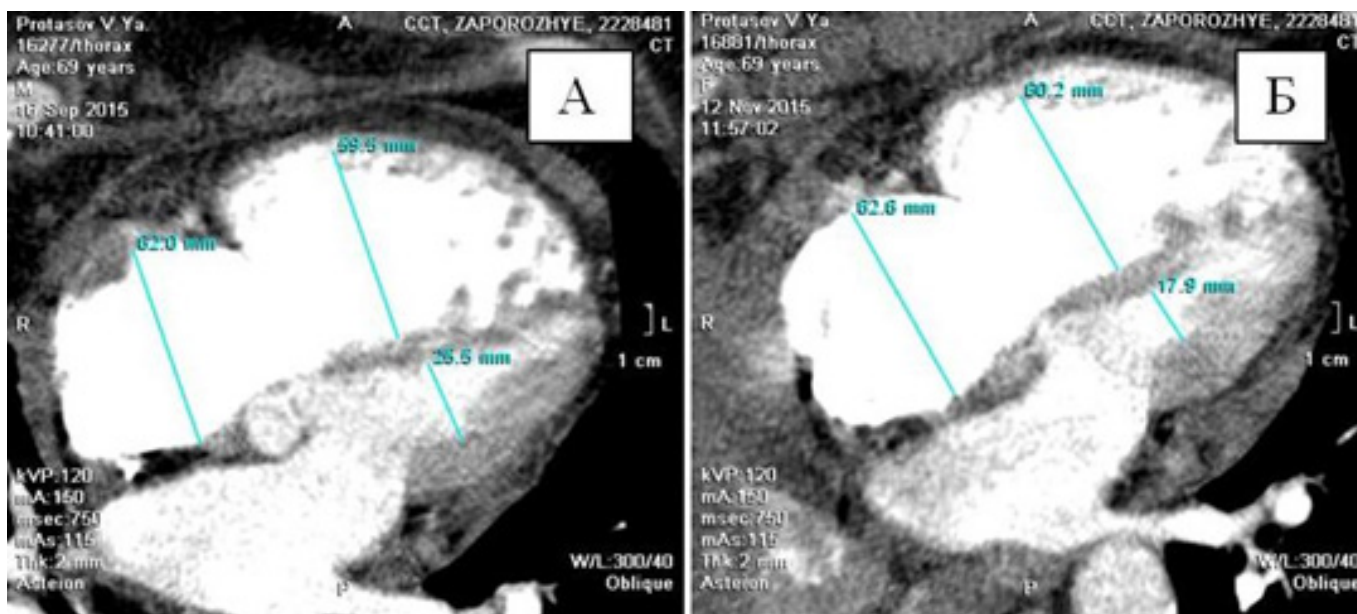 Protasov V.Ya.
16277/thorax
Age:69 years
M
16 Sep 2015
10:41:00
A
CCT, ZAPOROZHYE, 2228481
CT
А
59.5 mm
62.0 mm
25.5 mm
R
L
1 cm
kVP:120
mA:150
msec:750
mAs:115
Thk:2 mm
Asteion
W/L:300/40
Oblique
P
Protasov V.Ya.
16881/thorax
Age:69 years
12 Nov 2015
11:57:02
A
CCT, ZAPOROZHYE, 2228481
CT
Б
60.2 mm
62.6 mm
17.9 mm
R
L
1 cm
kVP:120
mA:150
msec:750
mAs:115
Thk:2 mm
Asteion
W/L:300/40
Oblique
P